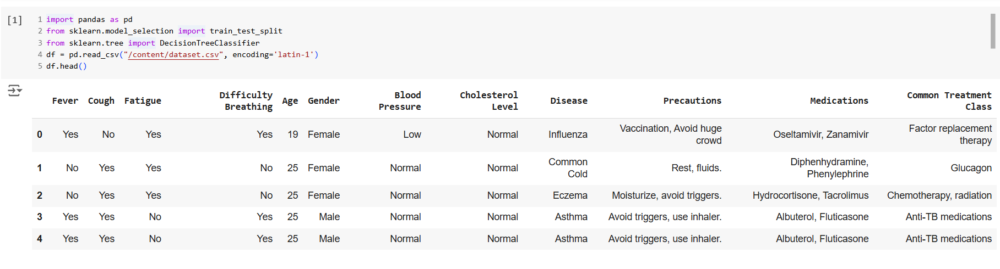 [1]
1 import pandas as pd
2 from sklearn.model_selection import train_test_split
3 from sklearn.tree import DecisionTreeClassifier
4 df = pd.read_csv("/content/dataset.csv", encoding='latin-1')
5 df.head()
Fever Cough Fatigue Difficulty Breathing Age Gender Blood Pressure Cholesterol Level Disease Precautions Medications Common Treatment Class
0 Yes No Yes Yes 19 Female Low Normal Influenza Vaccination, Avoid huge crowd Oseltamivir, Zanamivir Factor replacement therapy
1 No Yes Yes No 25 Female Normal Normal Common Cold Rest, fluids. Diphenhydramine, Phenylephrine Glucagon
2 No Yes Yes No 25 Female Normal Normal Eczema Moisturize, avoid triggers. Hydrocortisone, Tacrolimus Chemotherapy, radiation
3 Yes Yes No Yes 25 Male Normal Normal Asthma Avoid triggers, use inhaler. Albuterol, Fluticasone Anti-TB medications
4 Yes Yes No Yes 25 Male Normal Normal Asthma Avoid triggers, use inhaler. Albuterol, Fluticasone Anti-TB medications